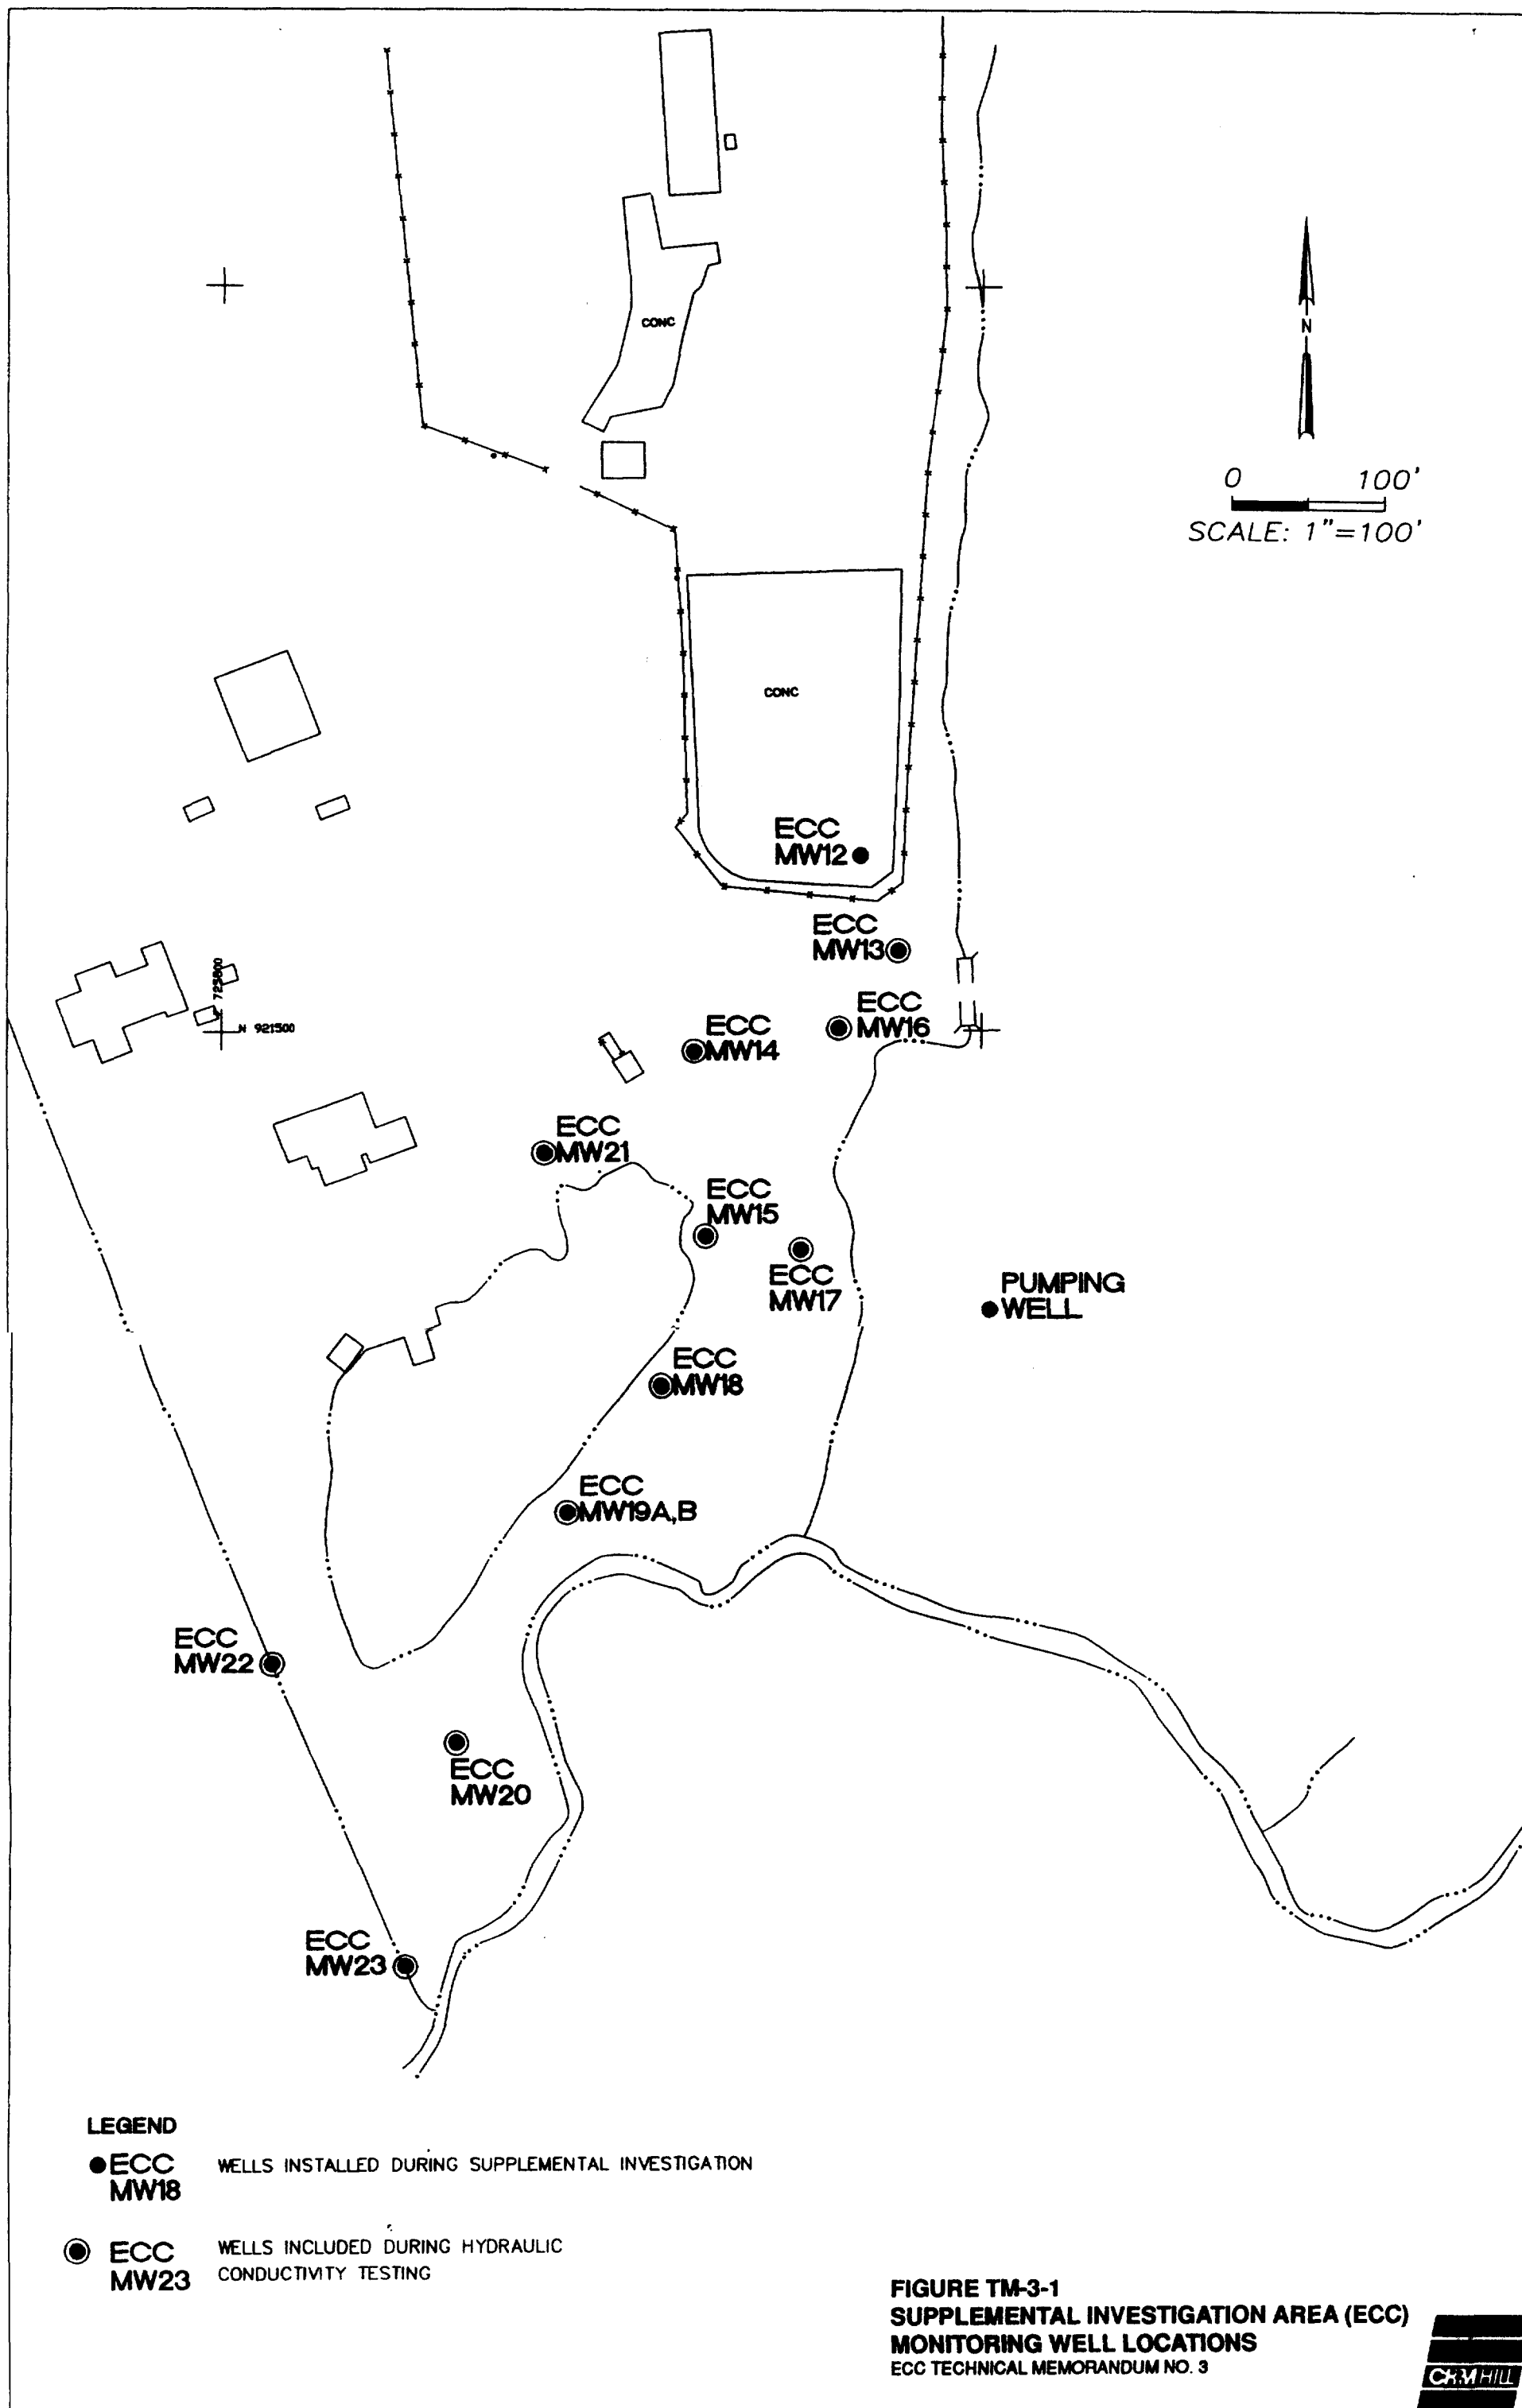 CONC
N
0 100'
SCALE: 1"=100'
CONC
ECC
MW12
ECC
MW13
725800
N 921500
ECC
MW16
ECC
MW14
ECC
MW21
ECC
MW15
ECC
MW17
PUMPING
WELL
ECC
MW18
ECC
MW19A,B
ECC
MW22
ECC
MW20
ECC
MW23
LEGEND
ECC
MW18
WELLS INSTALLED DURING SUPPLEMENTAL INVESTIGATION
ECC
MW23
WELLS INCLUDED DURING HYDRAULIC
CONDUCTIVITY TESTING
FIGURE TM-3-1
SUPPLEMENTAL INVESTIGATION AREA (ECC)
MONITORING WELL LOCATIONS
ECC TECHNICAL MEMORANDUM NO. 3
CH2M HILL